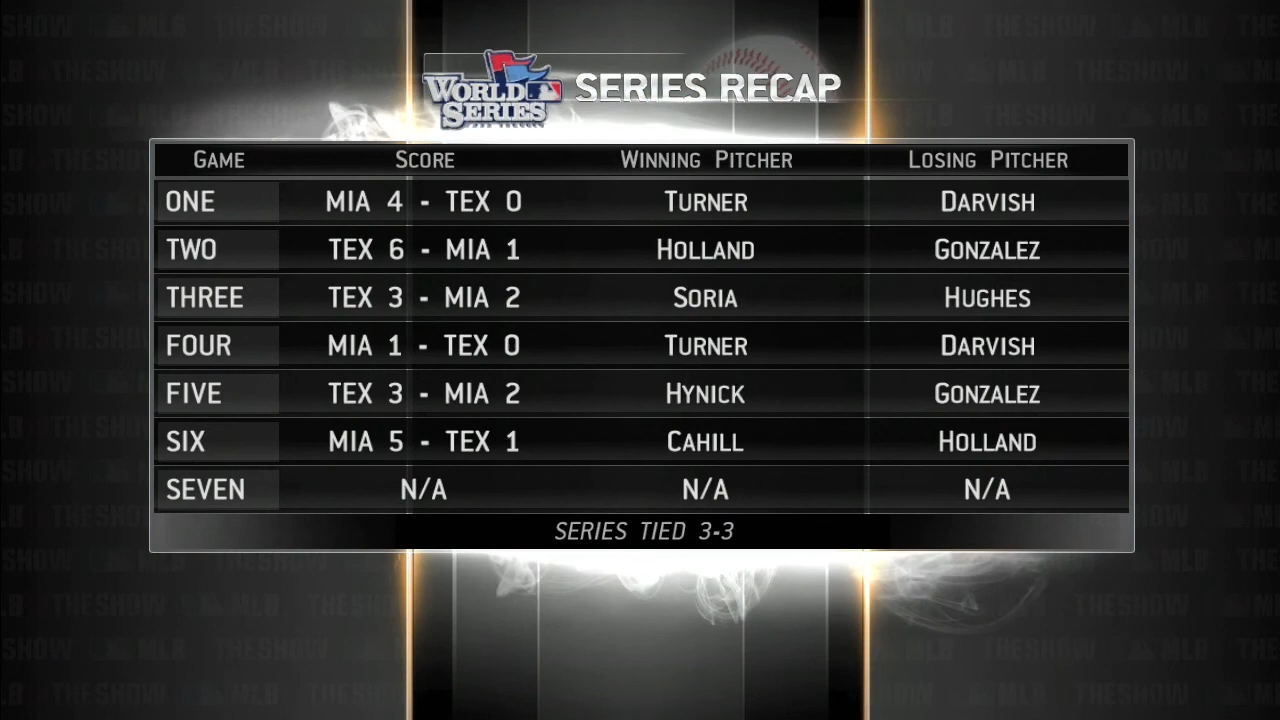 WORLD SERIES SERIES RECAP
GAME SCORE WINNING PITCHER LOSING PITCHER
ONE MIA 4 - TEX 0 TURNER DARVISH
TWO TEX 6 - MIA 1 HOLLAND GONZALEZ
THREE TEX 3 - MIA 2 SORIA HUGHES
FOUR MIA 1 - TEX 0 TURNER DARVISH
FIVE TEX 3 - MIA 2 HYNICK GONZALEZ
SIX MIA 5 - TEX 1 CAHILL HOLLAND
SEVEN N/A N/A N/A
SERIES TIED 3-3